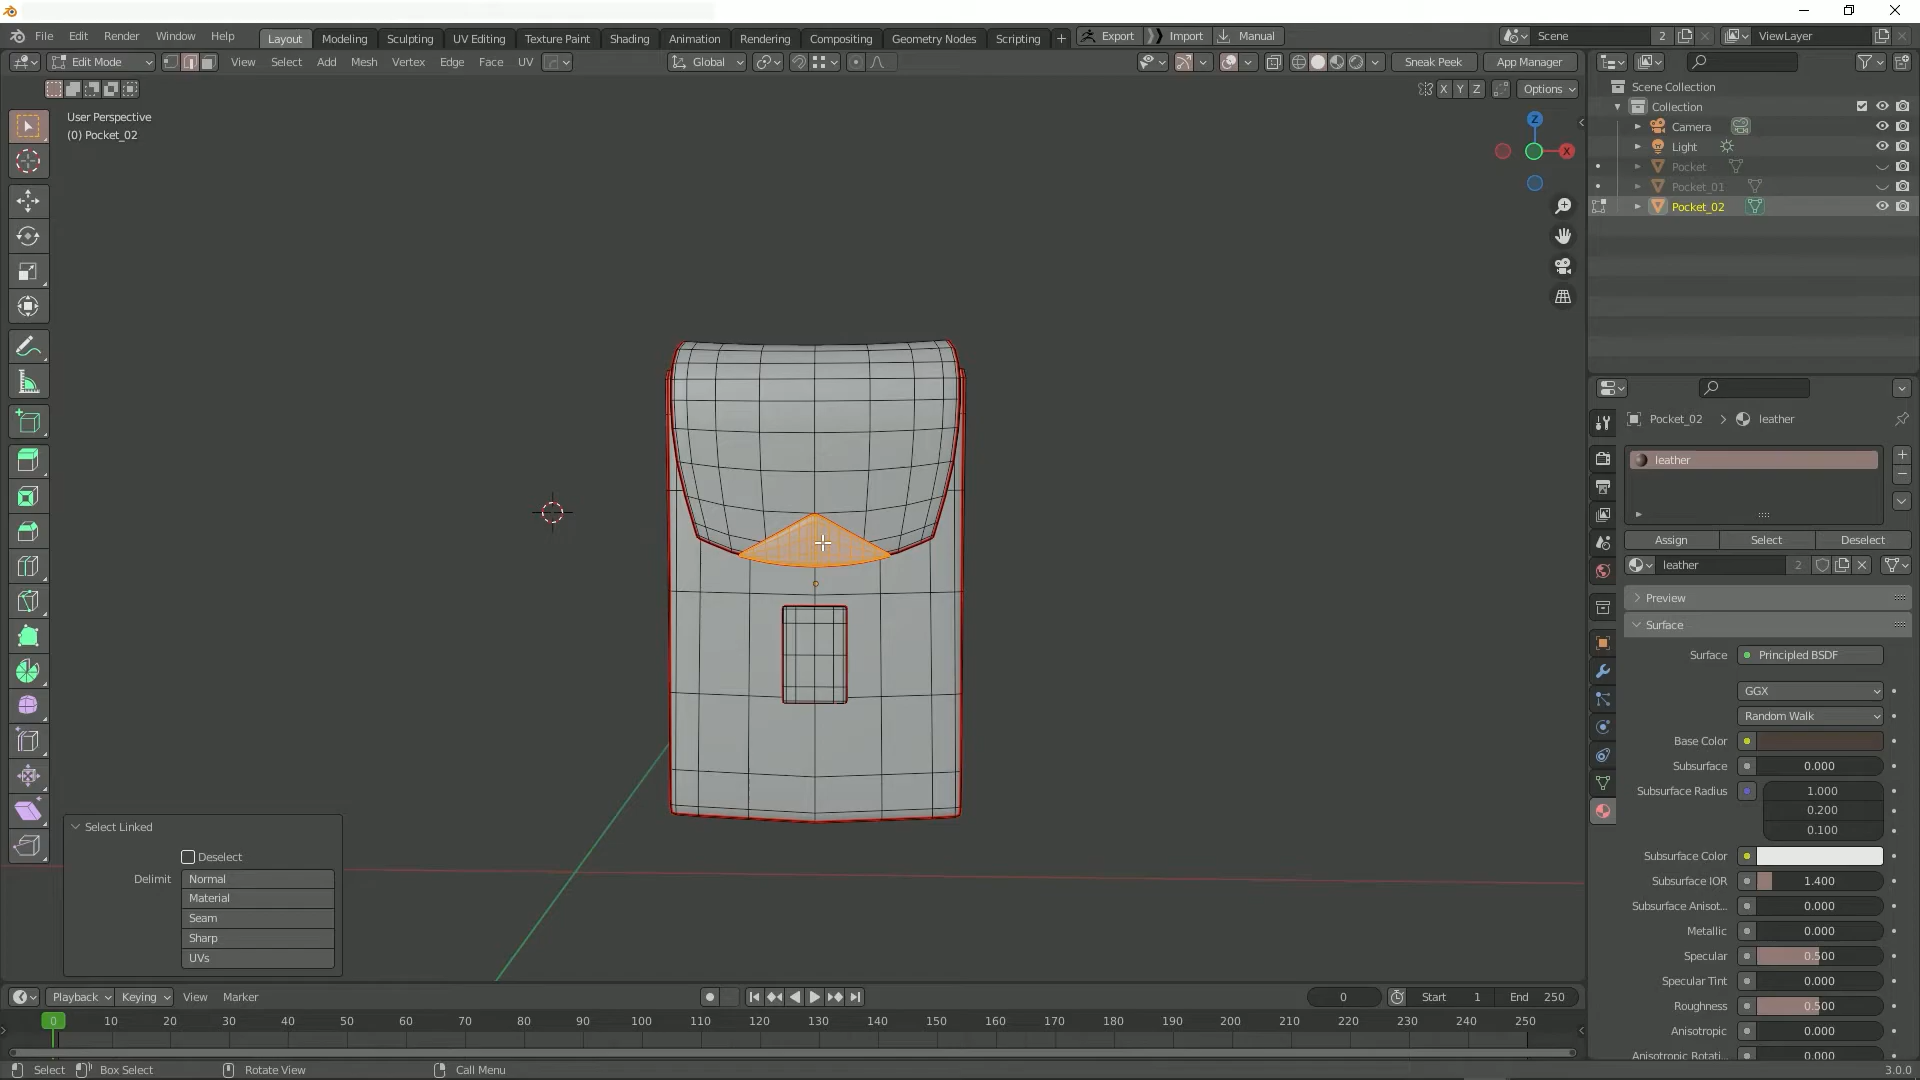 File Edit Render Window Help Layout Modeling Sculpting UV Editing Texture Paint Shading Animation Rendering Compositing Geometry Nodes Scripting + Export Import Manual Scene 2 ViewLayer
Edit Mode View Select Add Mesh Vertex Edge Face UV Global Sneak Peek App Manager
X Y Z Options
User Perspective
(0) Pocket_02
Z
X
Scene Collection
Collection
Camera
Light
Pocket
Pocket_01
Pocket_02
Pocket_02 > leather
leather
Assign Select Deselect
leather 2
Preview
Surface
Surface Principled BSDF
GGX
Random Walk
Base Color
Subsurface 0.000
Subsurface Radius 1.000
0.200
0.100
Subsurface Color
Subsurface IOR 1.400
Subsurface Anisot... 0.000
Metallic 0.000
Specular 0.500
Specular Tint 0.000
Roughness 0.500
Anisotropic 0.000
Anisotropic Rotati... 0.000
Select Linked
Deselect
Delimit Normal
Material
Seam
Sharp
UVs
Playback Keying View Marker 0 Start 1 End 250
0 10 20 30 40 50 60 70 80 90 100 110 120 130 140 150 160 170 180 190 200 210 220 230 240 250
Select Box Select Rotate View Call Menu 3.0.0